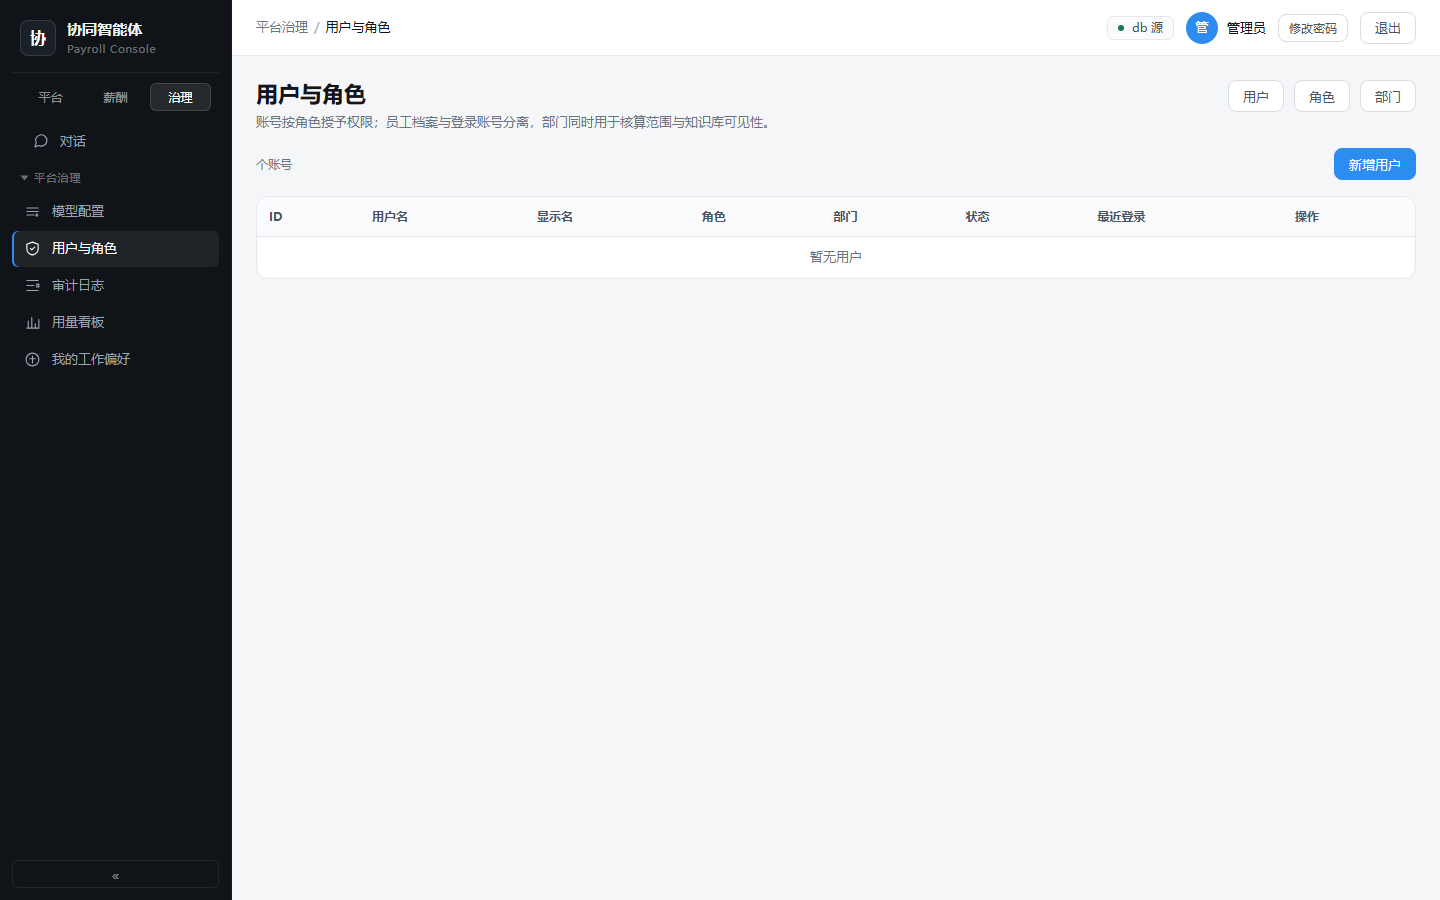 协
协同智能体
Payroll Console
平台 薪酬 治理
对话
平台治理
模型配置
用户与角色
审计日志
用量看板
我的工作偏好
«
平台治理 / 用户与角色
db 源
管
管理员
修改密码
退出
用户与角色
账号按角色授予权限；员工档案与登录账号分离，部门同时用于核算范围与知识库可见性。
用户 角色 部门
个账号
新增用户
ID 用户名 显示名 角色 部门 状态 最近登录 操作
暂无用户